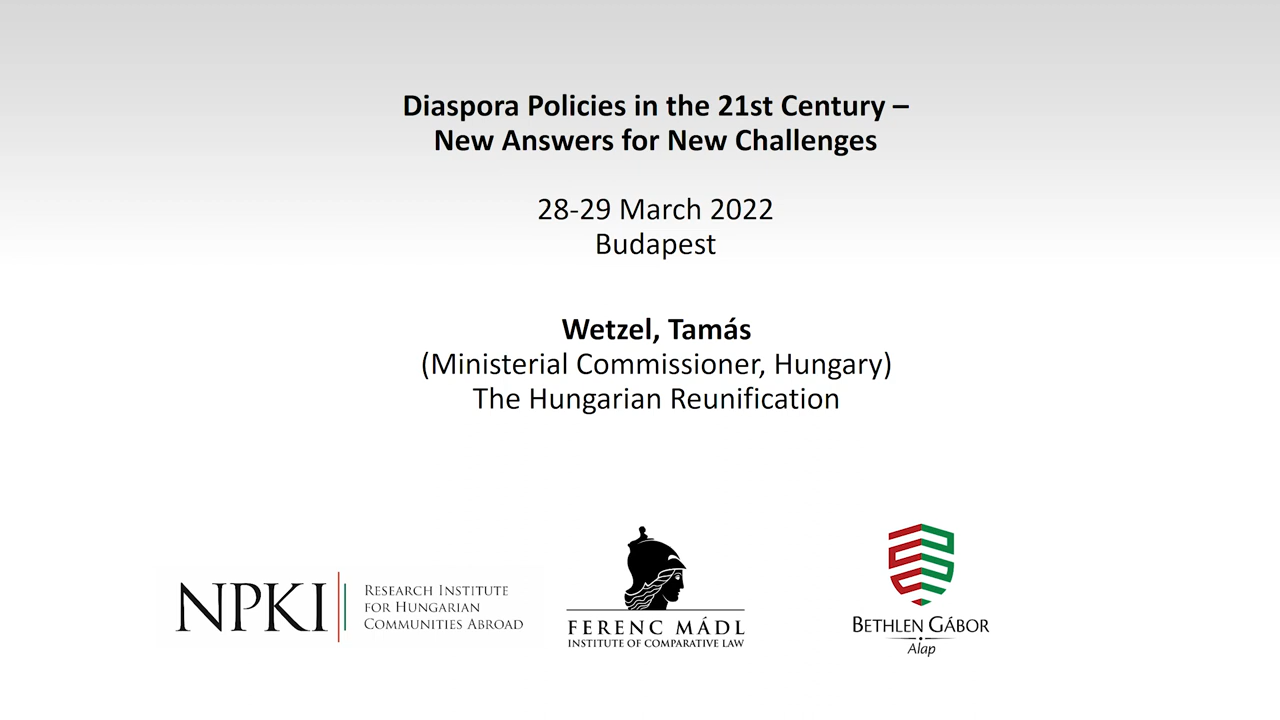 Diaspora Policies in the 21st Century –
New Answers for New Challenges
28-29 March 2022
Budapest
Wetzel, Tamás
(Ministerial Commissioner, Hungary)
The Hungarian Reunification
NPKI
RESEARCH INSTITUTE
FOR HUNGARIAN
COMMUNITIES ABROAD
FERENC MÁDL
INSTITUTE OF COMPARATIVE LAW
BETHLEN GÁBOR
Alap